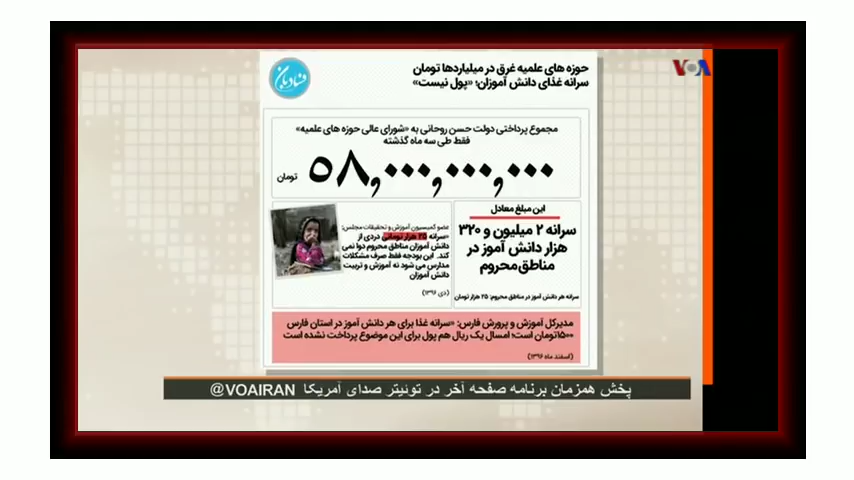 VOA
فساد بان
حوزه های علمیه غرق در میلیاردها تومان
سرانه غذای دانش آموزان؛ «پول نیست»
مجموع پرداختی دولت حسن روحانی به «شورای عالی حوزه های علمیه»
فقط طی سه ماه گذشته
۵۸,۰۰۰,۰۰۰,۰۰۰ تومان
این مبلغ معادل
سرانه ۲ میلیون و ۳۲۰
هزار دانش آموز در
مناطق محروم
سرانه هر دانش آموز در مناطق محروم: ۲۵ هزار تومان
عضو کمیسیون آموزش و تحقیقات مجلس:
«سرانه ۲۵ هزار تومانی دردی از
دانش آموزان مناطق محروم دوا نمی
کند. این بودجه فقط صرف مشکلات
مدارس می شود نه آموزش و تربیت
دانش آموزان
(دی ۱۳۹۶)
مدیرکل آموزش و پرورش فارس: «سرانه غذا برای هر دانش آموز در استان فارس
۱۵۰۰تومان است؛ امسال یک ریال هم پول برای این موضوع پرداخت نشده است
(اسفند ماه ۱۳۹۶)
پخش همزمان برنامه صفحه آخر در توئیتر صدای آمریکا @VOAIRAN